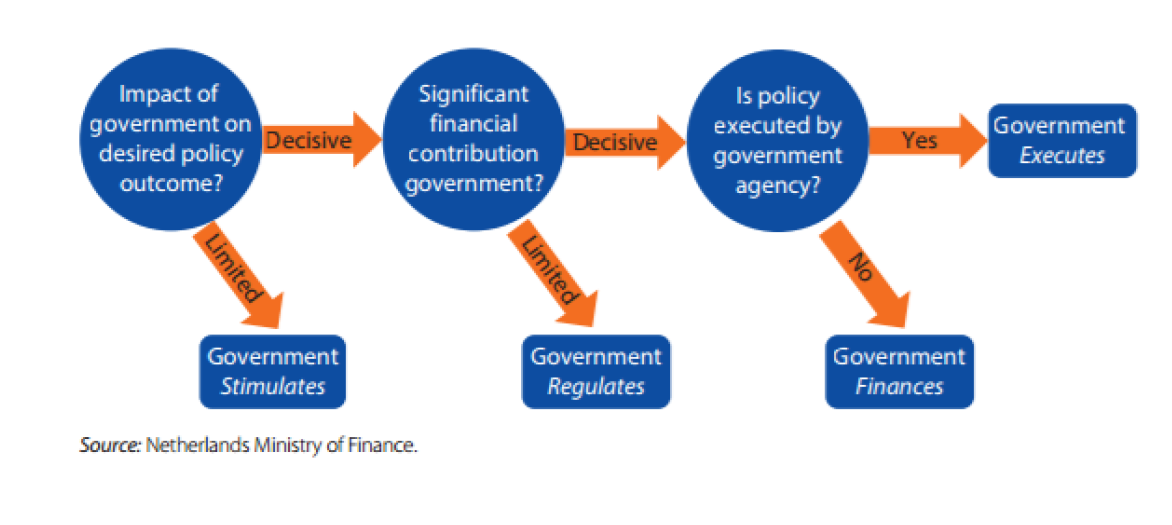 Impact of
government on
desired policy
outcome?
Decisive
Significant
financial
contribution
government?
Decisive
Is policy
executed by
government
agency?
Yes
Government
Executes
Limited
Limited
No
Government
Stimulates
Government
Regulates
Government
Finances
Source: Netherlands Ministry of Finance.